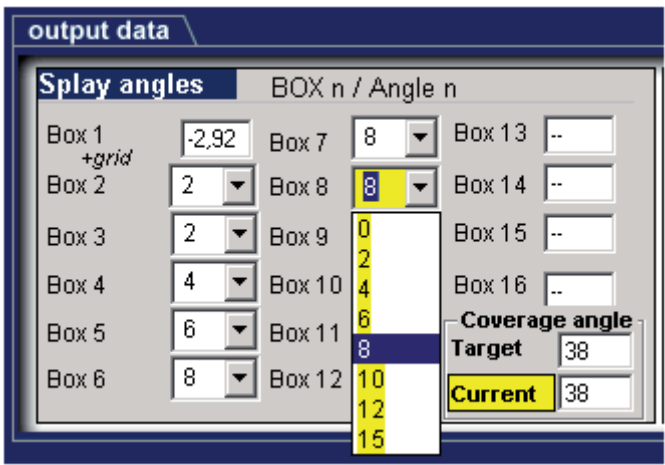 output data
Splay angles BOX n / Angle n
Box 1 +grid -2,92
Box 2 2
Box 3 2
Box 4 4
Box 5 6
Box 6 8
Box 7 8
Box 8 8
Box 9
Box 10
Box 11
Box 12
0
2
4
6
8
10
12
15
Box 13 --
Box 14 --
Box 15 --
Box 16 --
Coverage angle
Target 38
Current 38